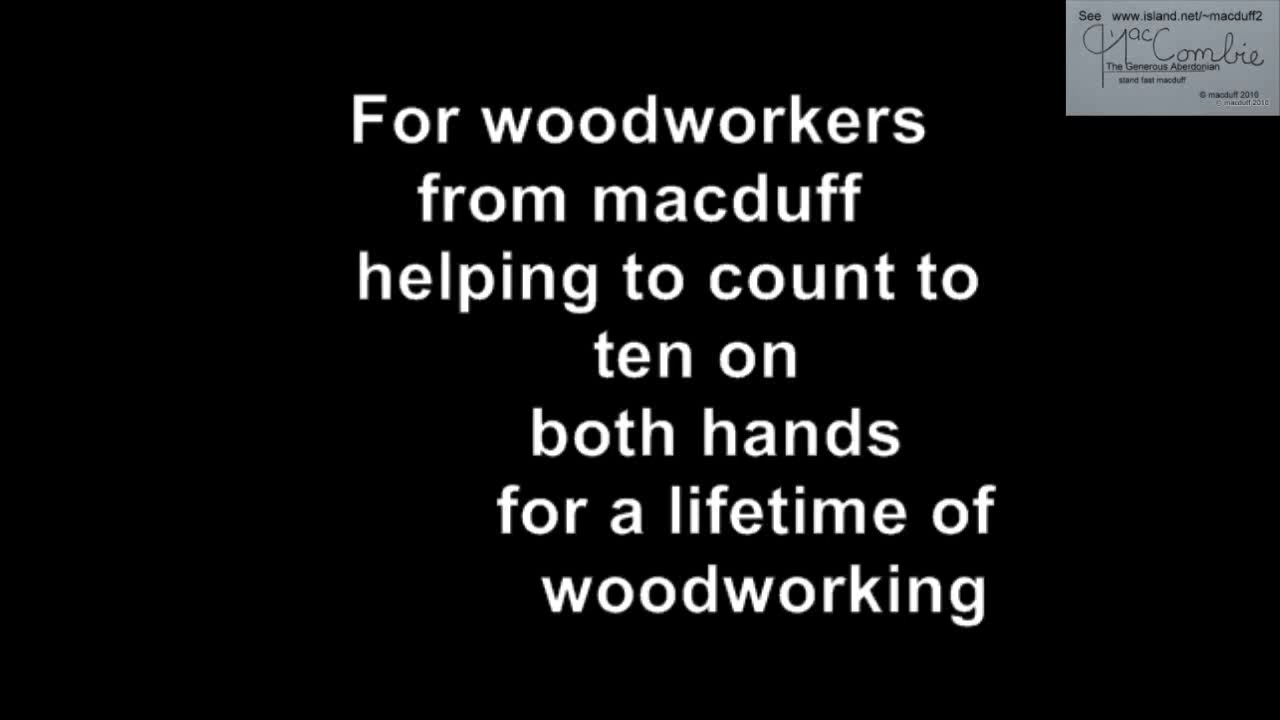 See www.island.net/~macduff2
MacCombie
The Generous Aberdonian
stand fast macduff
© macduff 2010
© macduff 2010
For woodworkers
from macduff
helping to count to
ten on
both hands
for a lifetime of
woodworking